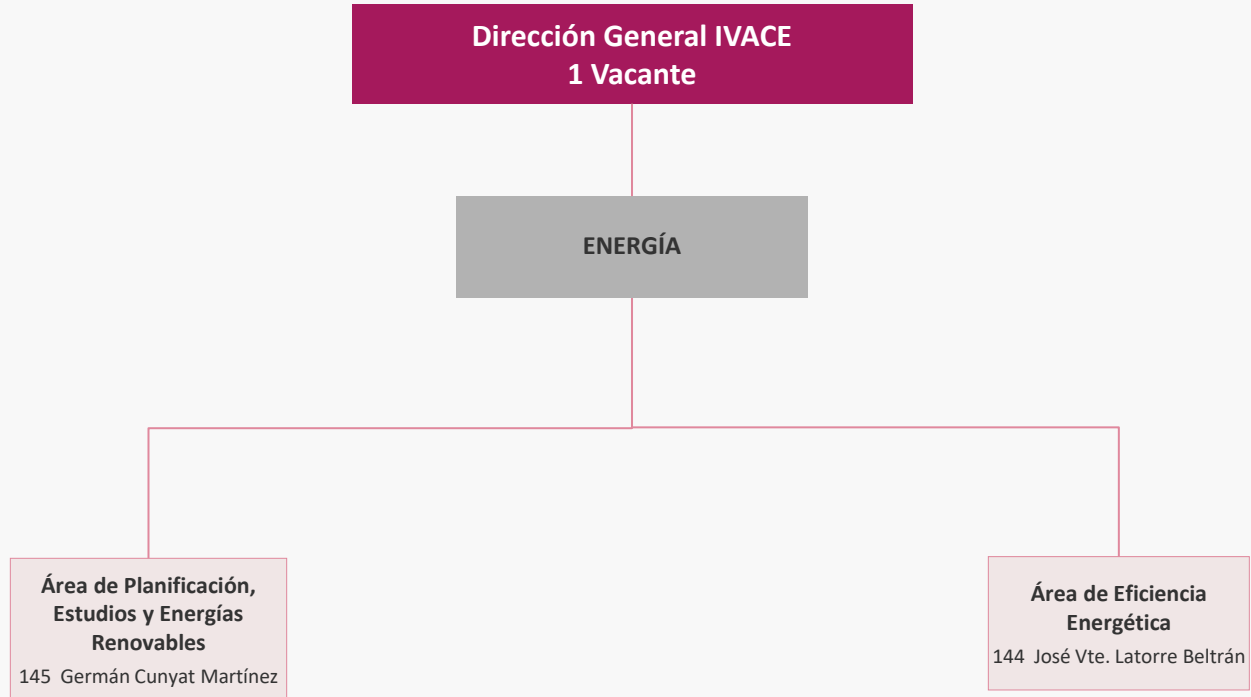 Dirección General IVACE
1 Vacante
ENERGÍA
Área de Planificación,
Estudios y Energías
Renovables
145 Germán Cunyat Martínez
Área de Eficiencia
Energética
144 José Vte. Latorre Beltrán